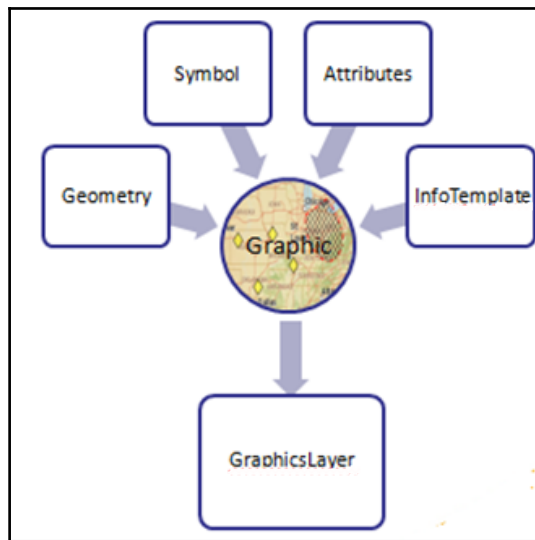 Symbol
Attributes
Geometry
InfoTemplate
Graphic
GraphicsLayer